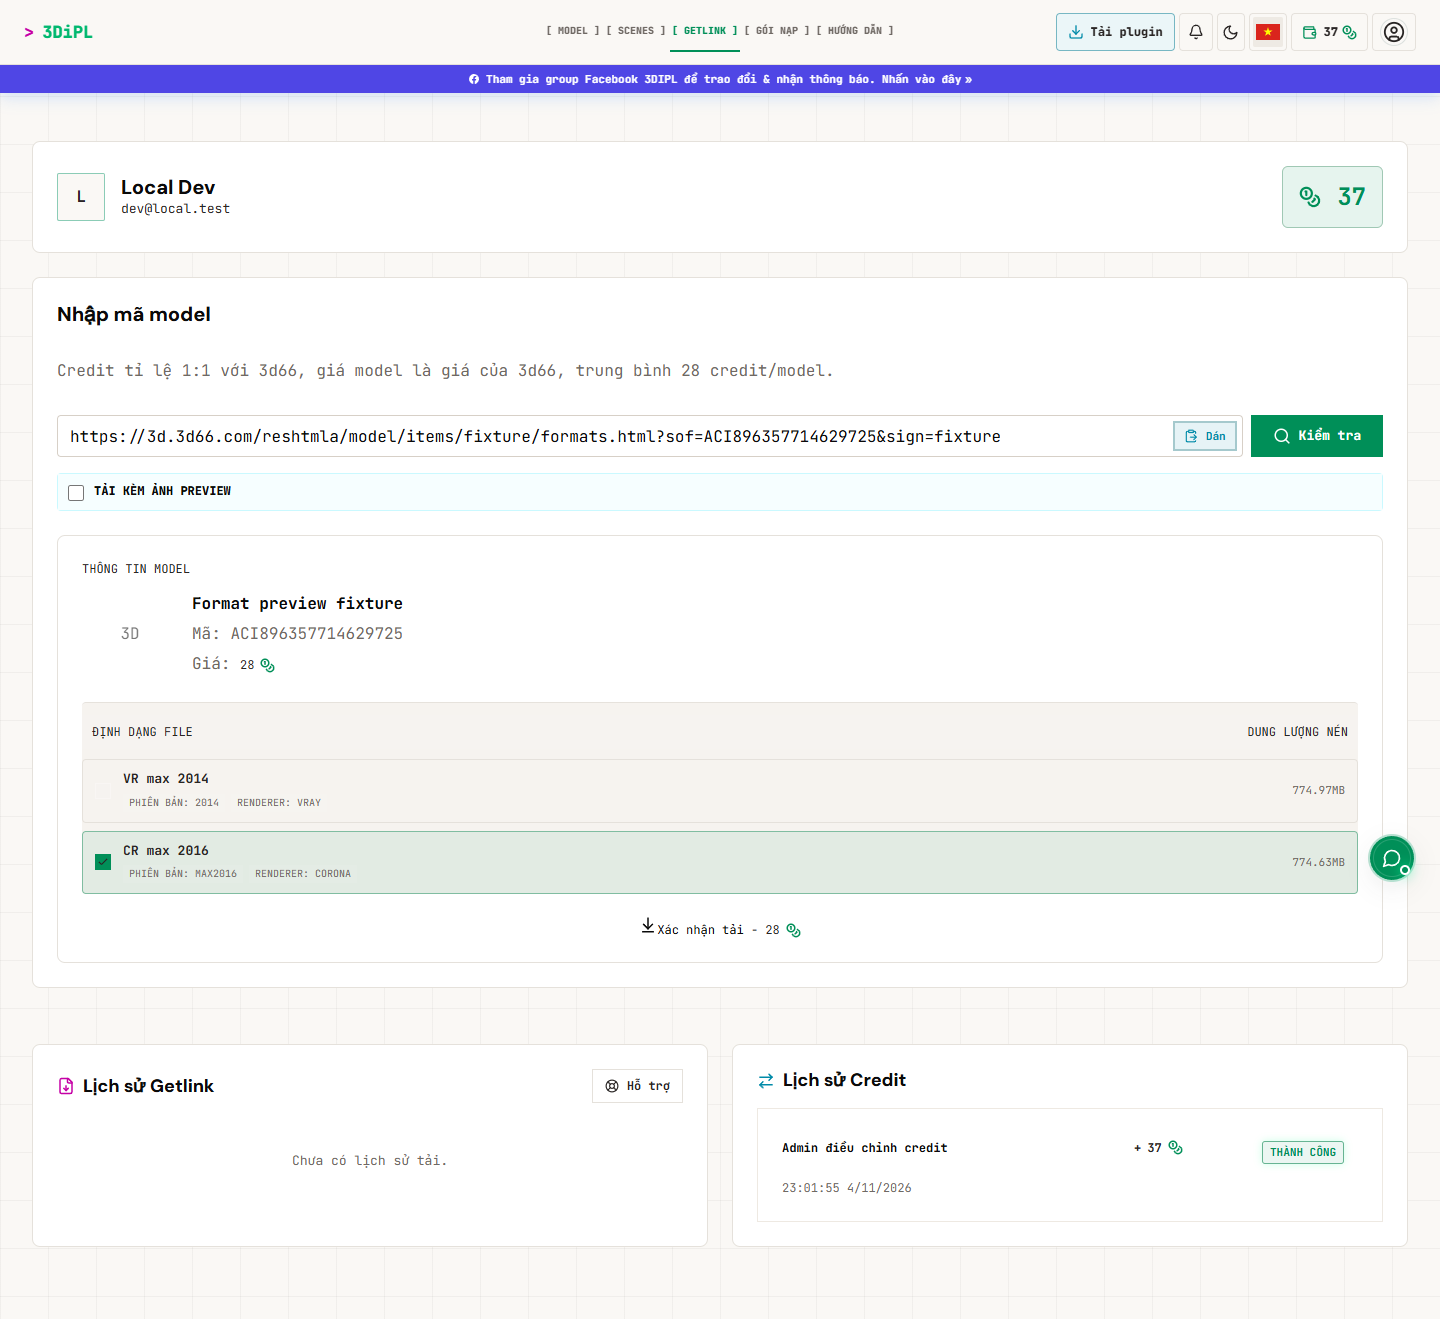 > 3DiPL
[ MODEL ] [ SCENES ] [ GETLINK ] [ GÓI NẠP ] [ HƯỚNG DẪN ]
Tải plugin
37
Tham gia group Facebook 3DIPL để trao đổi & nhận thông báo. Nhấn vào đây »
L
Local Dev
dev@local.test
37
Nhập mã model
Credit tỉ lệ 1:1 với 3d66, giá model là giá của 3d66, trung bình 28 credit/model.
https://3d.3d66.com/reshtmla/model/items/fixture/formats.html?sof=ACI896357714629725&sign=fixture
Dán
Kiểm tra
TẢI KÈM ẢNH PREVIEW
THÔNG TIN MODEL
3D
Format preview fixture
Mã: ACI896357714629725
Giá: 28
ĐỊNH DẠNG FILE
DUNG LƯỢNG NÉN
VR max 2014
PHIÊN BẢN: 2014 RENDERER: VRAY
774.97MB
CR max 2016
PHIÊN BẢN: MAX2016 RENDERER: CORONA
774.63MB
Xác nhận tải - 28
Lịch sử Getlink
Hỗ trợ
Chưa có lịch sử tải.
Lịch sử Credit
Admin điều chỉnh credit
+ 37
THÀNH CÔNG
23:01:55 4/11/2026